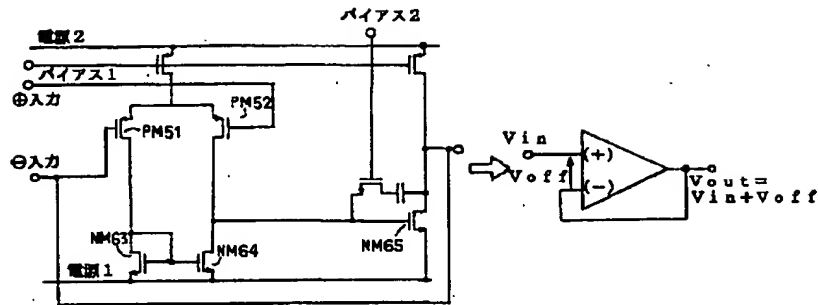 バイアス2
電源2
バイアス1
⊕入力
PM52
PM51
⊖入力
Vin
(+)
Voff
(-)
Vout=
Vin+Voff
NM63
NM64
NM65
電源1